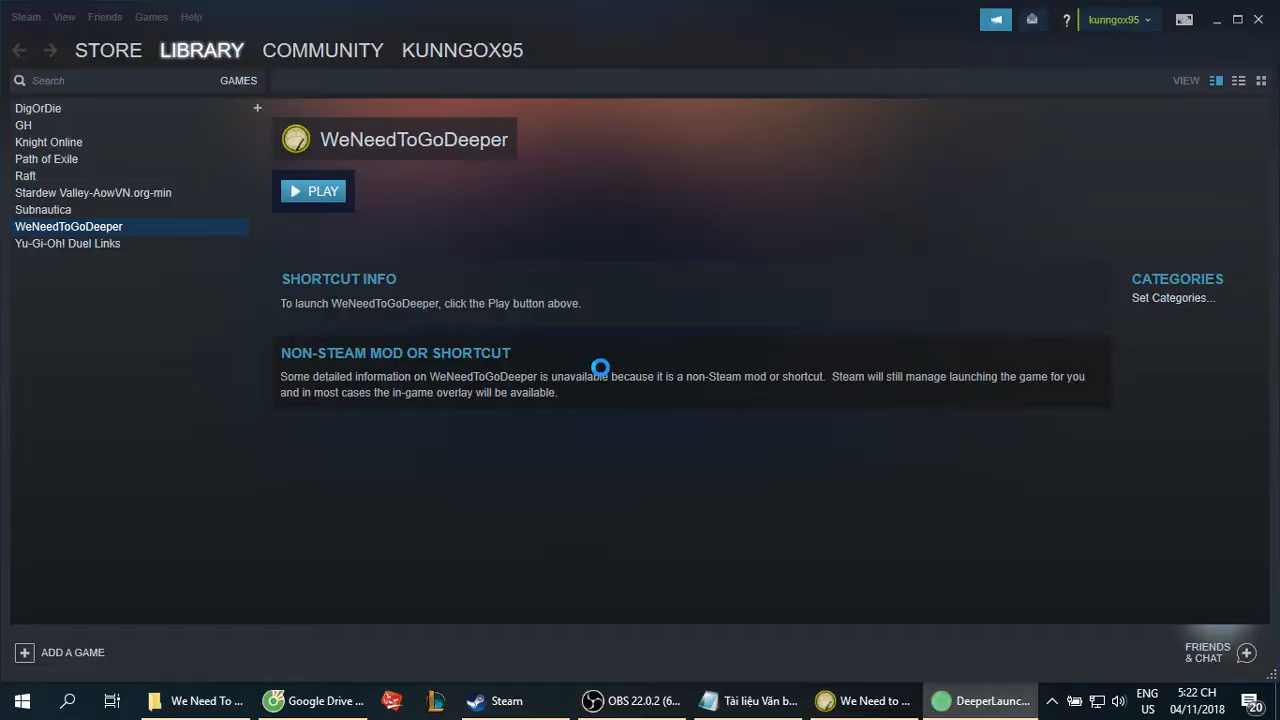 Steam View Friends Games Help
kunngox95
STORE LIBRARY COMMUNITY KUNNGOX95
Search GAMES
VIEW
DigOrDie
GH
Knight Online
Path of Exile
Raft
Stardew Valley-AowVN.org-min
Subnautica
WeNeedToGoDeeper
Yu-Gi-Oh! Duel Links
WeNeedToGoDeeper
PLAY
SHORTCUT INFO
To launch WeNeedToGoDeeper, click the Play button above.
CATEGORIES
Set Categories...
NON-STEAM MOD OR SHORTCUT
Some detailed information on WeNeedToGoDeeper is unavailable because it is a non-Steam mod or shortcut. Steam will still manage launching the game for you
and in most cases the in-game overlay will be available.
ADD A GAME
FRIENDS
& CHAT
We Need To ... Google Drive ... Steam OBS 22.0.2 (6... Tài liệu Văn b... We Need to ... DeeperLaunc...
ENG
US
5:22 CH
04/11/2018
20